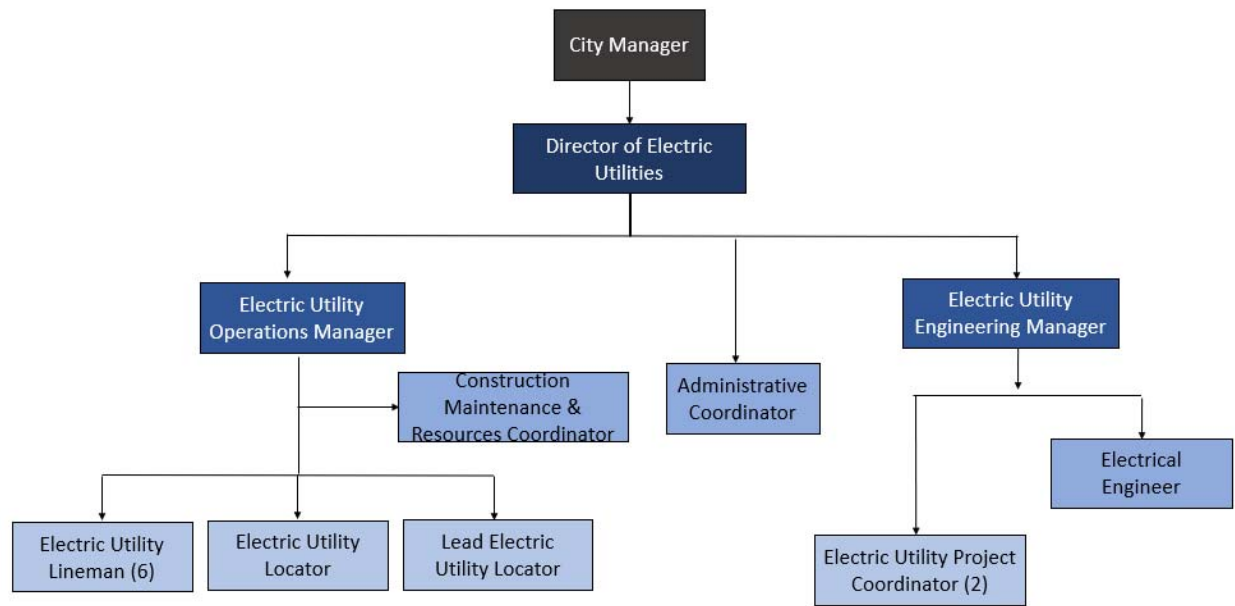 City Manager
Director of Electric
Utilities
Electric Utility
Operations Manager
Electric Utility
Engineering Manager
Construction
Maintenance &
Resources Coordinator
Administrative
Coordinator
Electrical
Engineer
Electric Utility
Lineman (6)
Electric Utility
Locator
Lead Electric
Utility Locator
Electric Utility Project
Coordinator (2)